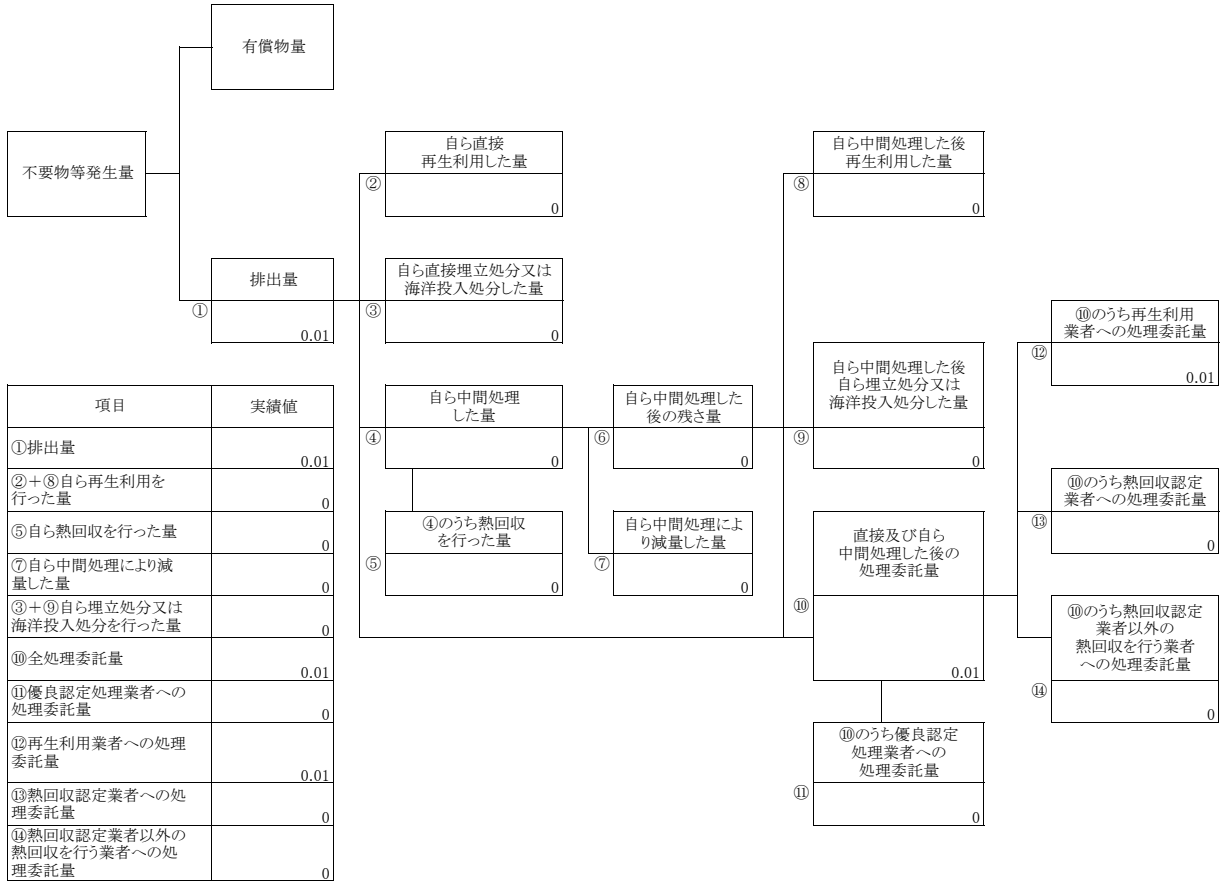 有償物量
不要物等発生量
自ら直接
再生利用した量
②
0
自ら中間処理した後
再生利用した量
⑧
0
排出量
①
0.01
自ら直接埋立処分又は
海洋投入処分した量
③
0
⑩のうち再生利用
業者への処理委託量
⑫
0.01
自ら中間処理した後
自ら埋立処分又は
海洋投入処分した量
⑨
0
自ら中間処理
した量
④
0
自ら中間処理した
後の残さ量
⑥
0
⑩のうち熱回収認定
業者への処理委託量
⑬
0
④のうち熱回収
を行った量
⑤
0
自ら中間処理によ
り減量した量
⑦
0
直接及び自ら
中間処理した後の
処理委託量
⑩
0.01
⑩のうち熱回収認定
業者以外の
熱回収を行う業者
への処理委託量
⑭
0
⑩のうち優良認定
処理業者への
処理委託量
⑪
0
項目 実績値
①排出量
0.01
②＋⑧自ら再生利用を
行った量
0
⑤自ら熱回収を行った量
0
⑦自ら中間処理により減
量した量
0
③＋⑨自ら埋立処分又は
海洋投入処分を行った量
0
⑩全処理委託量
0.01
⑪優良認定処理業者への
処理委託量
0
⑫再生利用業者への処理
委託量
0.01
⑬熱回収認定業者への処
理委託量
0
⑭熱回収認定業者以外の
熱回収を行う業者への処
理委託量
0